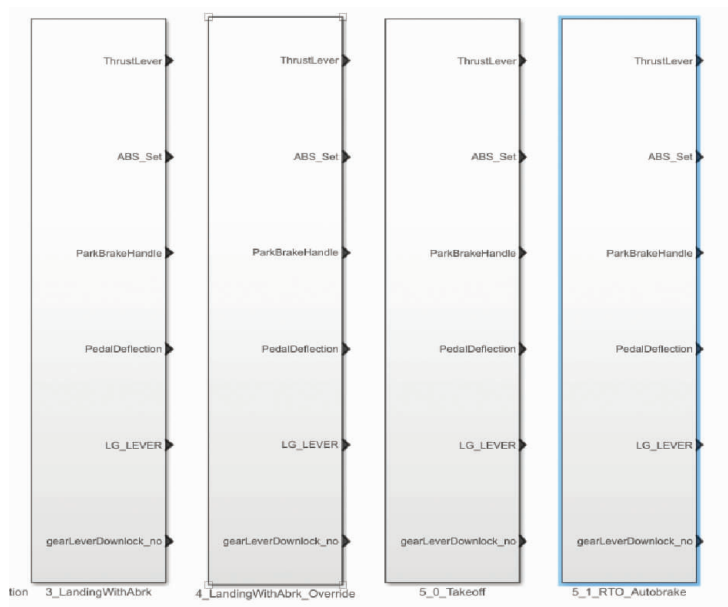 ThrustLever ThrustLever ThrustLever ThrustLever
ABS_Set ABS_Set ABS_Set ABS_Set
ParkBrakeHandle ParkBrakeHandle ParkBrakeHandle ParkBrakeHandle
PedalDeflection PedalDeflection PedalDeflection PedalDeflection
LG_LEVER LG_LEVER LG_LEVER LG_LEVER
gearLeverDownlock_no gearLeverDownlock_no gearLeverDownlock_no gearLeverDownlock_no
tion 3_LandingWithAbrk 4_LandingWithAbrk_Override 5_0_Takeoff 5_1_RTO_Autobrake